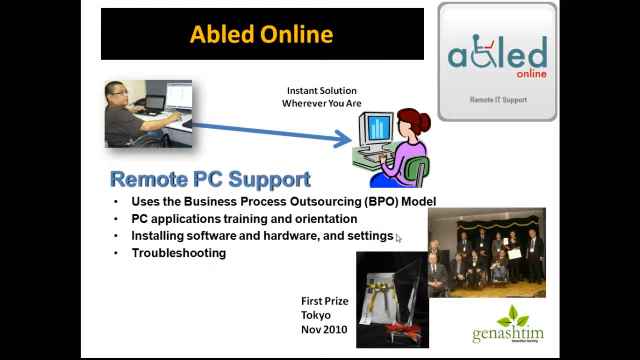 Abled Online
abled
online
Remote IT Support
Instant Solution
Wherever You Are
Remote PC Support
• Uses the Business Process Outsourcing (BPO) Model
• PC applications training and orientation
• Installing software and hardware, and settings
• Troubleshooting
First Prize
Tokyo
Nov 2010
genashtim
innovative learning